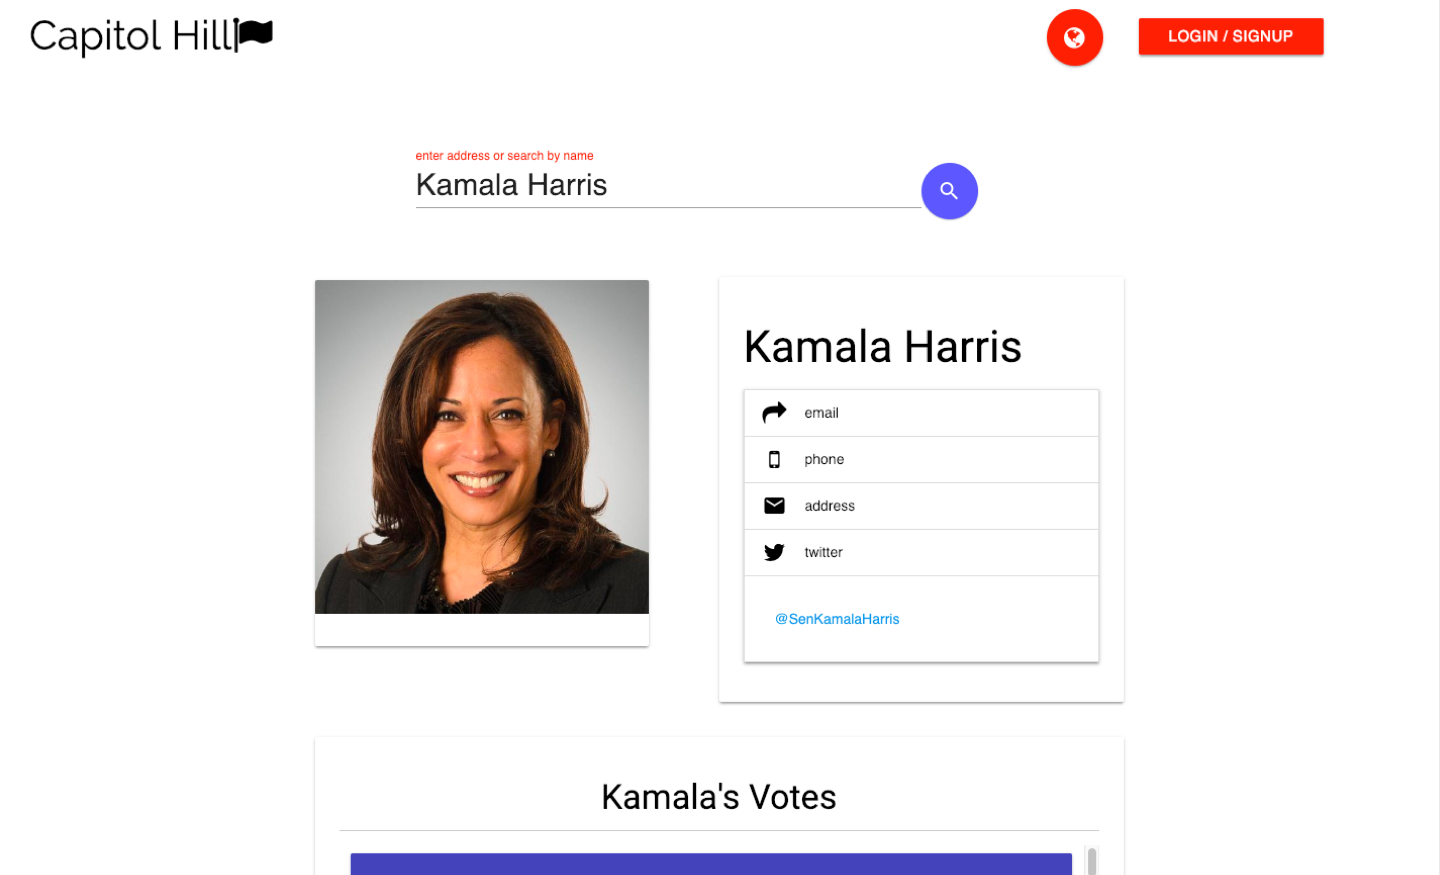 Capitol Hill
LOGIN / SIGNUP
enter address or search by name
Kamala Harris
Kamala Harris
email
phone
address
twitter
@SenKamalaHarris
Kamala's Votes